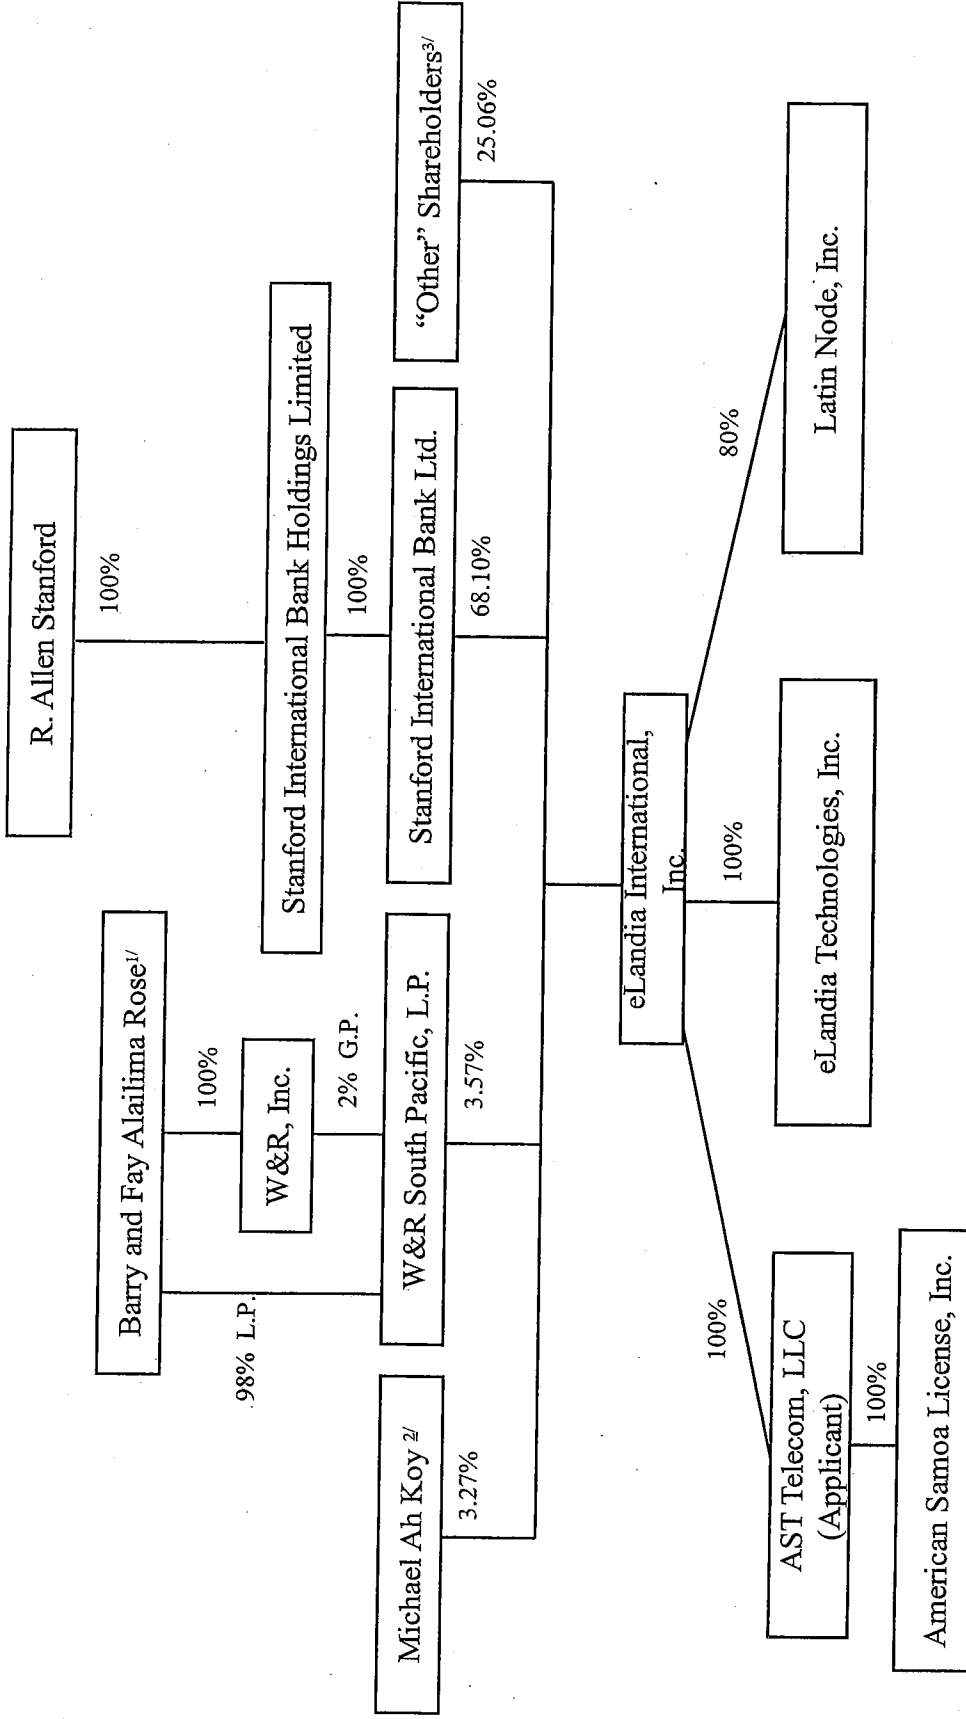 R. Allen Stanford
100%
Barry and Fay Alailima Rose1/
100%
98% L.P.
W&R, Inc.
2% G.P.
Stanford International Bank Holdings Limited
100%
Michael Ah Koy 2/
3.27%
W&R South Pacific, L.P.
3.57%
Stanford International Bank Ltd.
68.10%
“Other” Shareholders3/
25.06%
eLandia International,
Inc.
100%
100%
80%
AST Telecom, LLC
(Applicant)
100%
eLandia Technologies, Inc.
Latin Node, Inc.
American Samoa License, Inc.